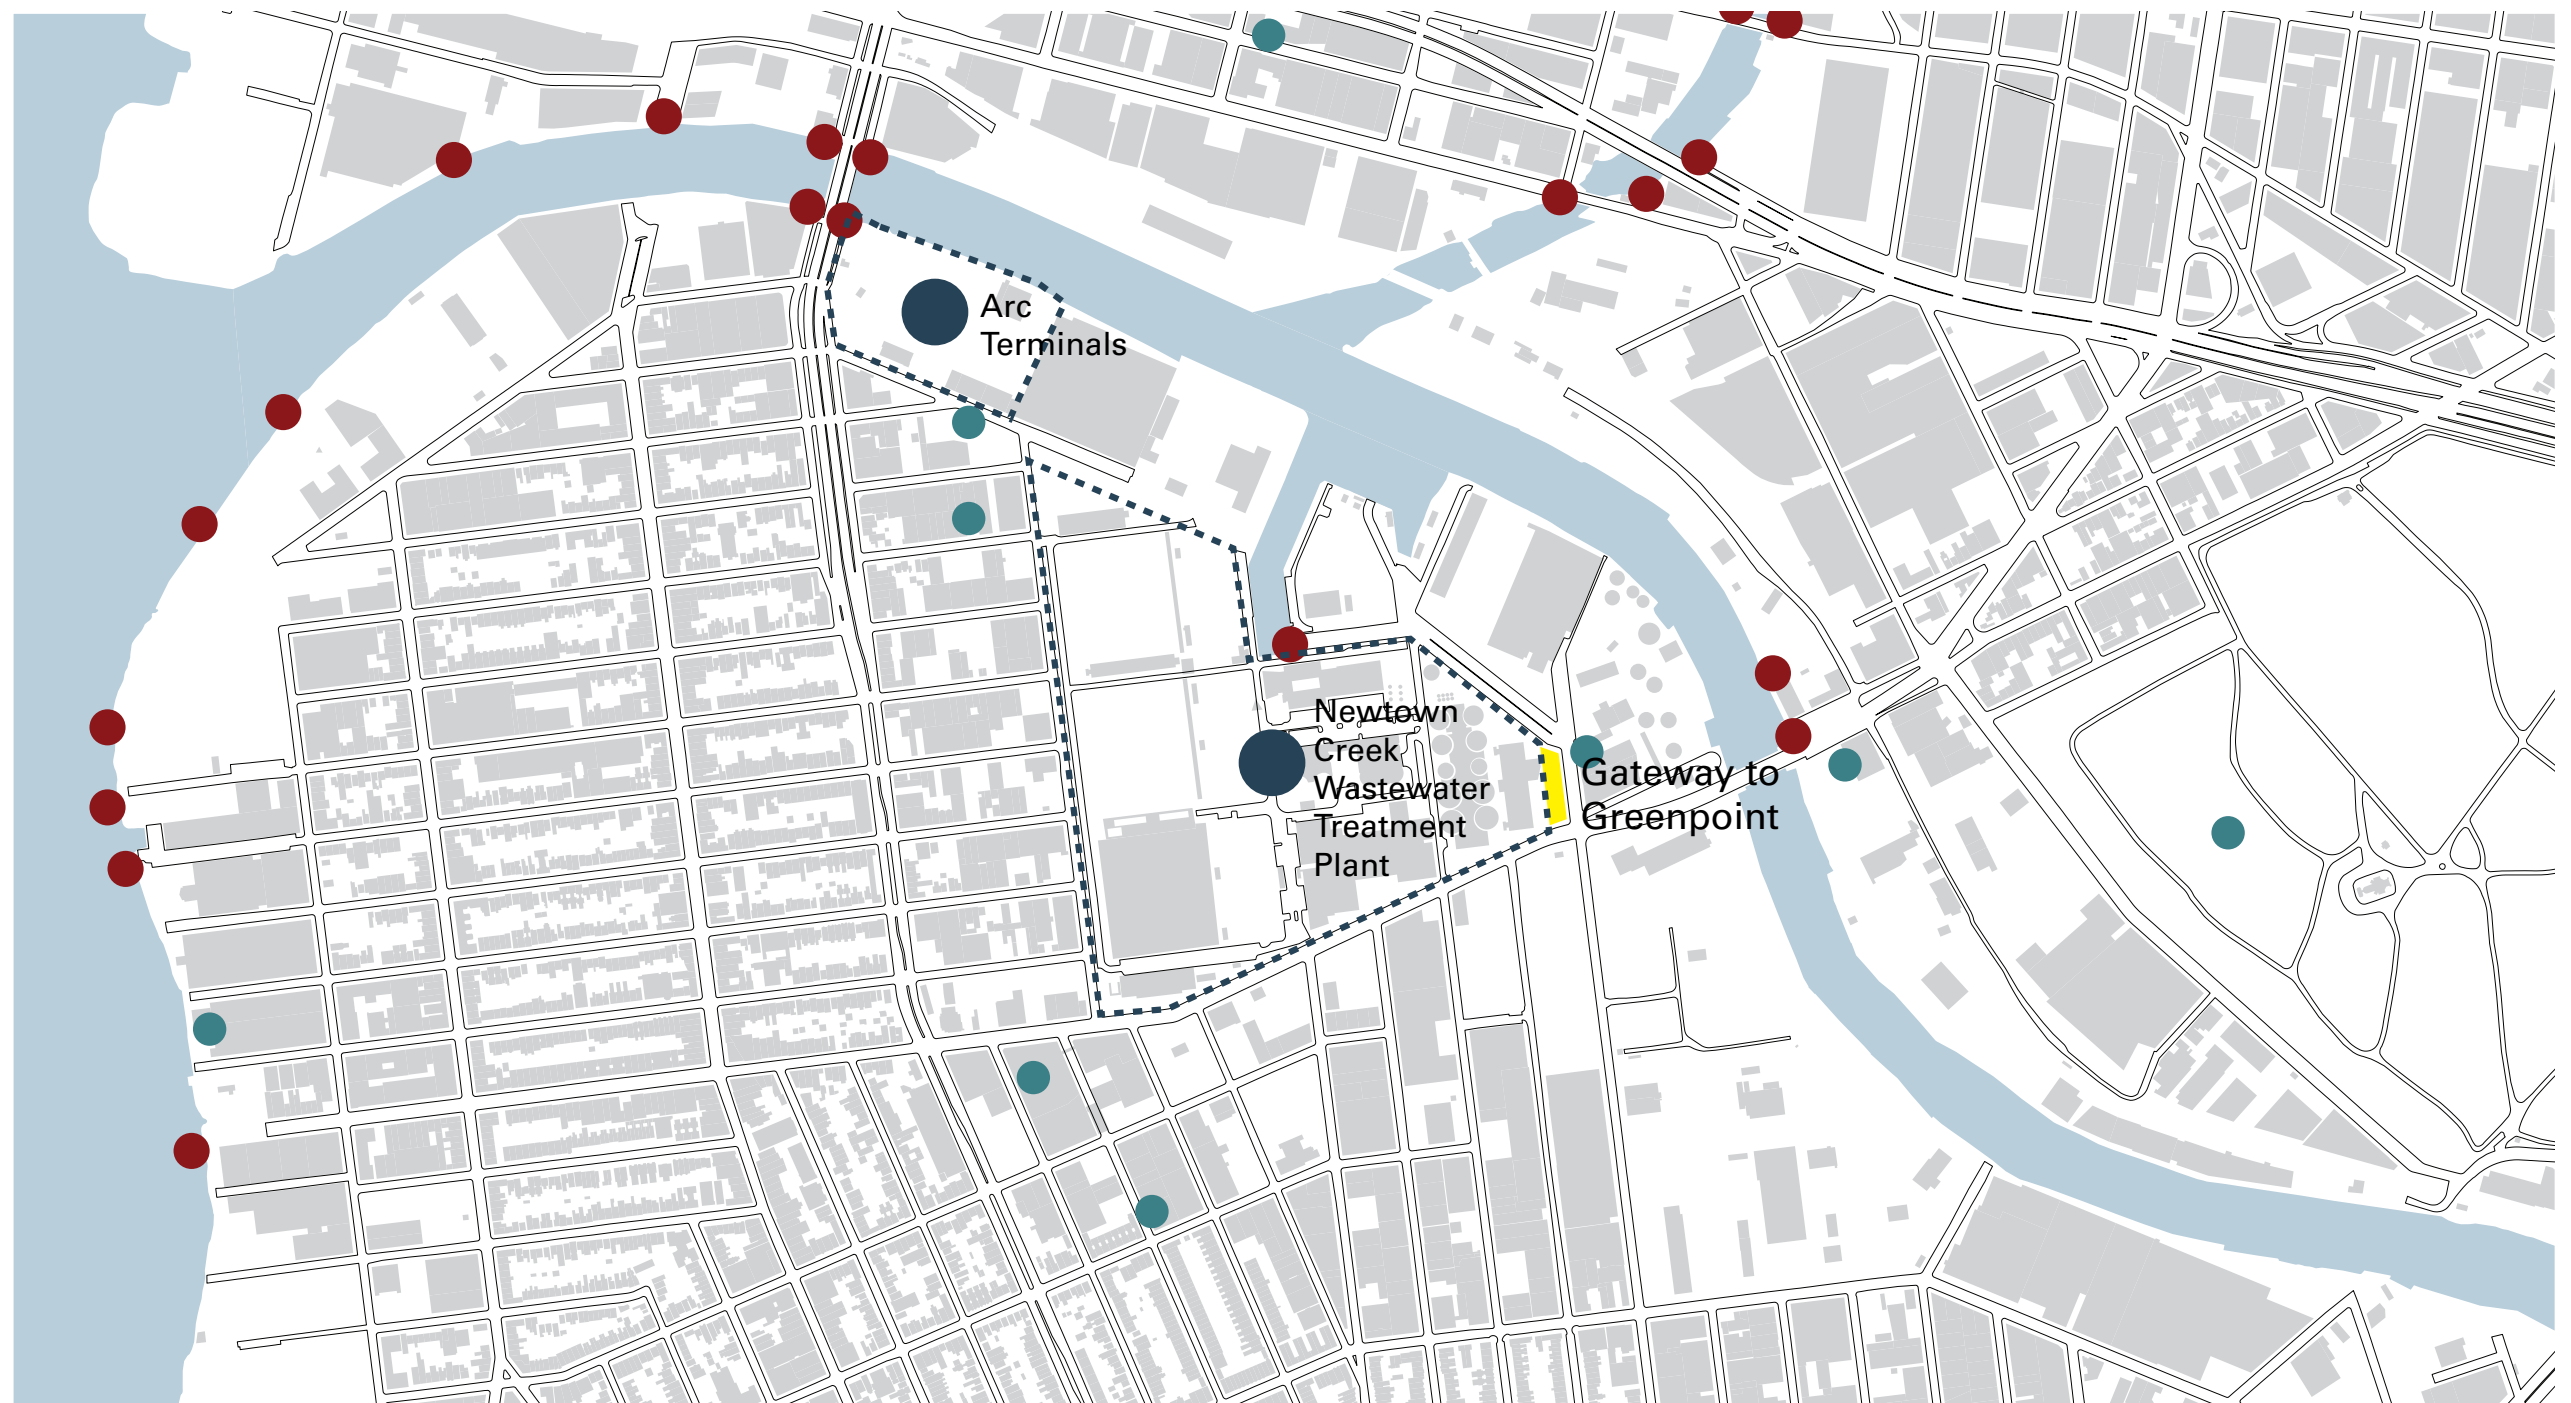 Arc
Terminals
Newtown
Creek
Wastewater
Treatment
Plant
Gateway to
Greenpoint